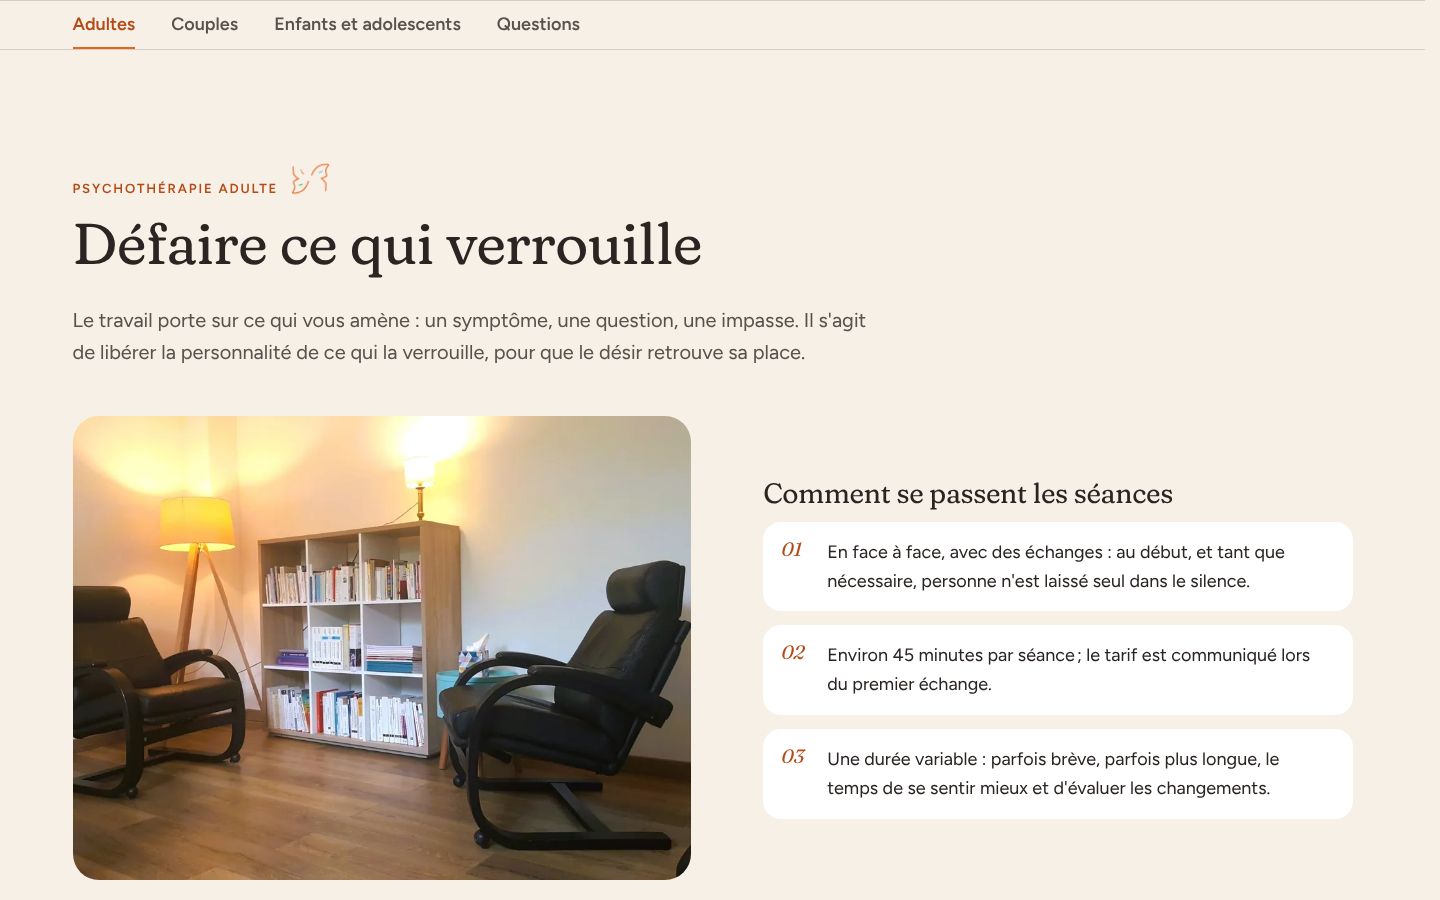 Adultes
Couples
Enfants et adolescents
Questions
PSYCHOTHÉRAPIE ADULTE
Défaire ce qui verrouille
Le travail porte sur ce qui vous amène : un symptôme, une question, une impasse. Il s'agit
de libérer la personnalité de ce qui la verrouille, pour que le désir retrouve sa place.
Comment se passent les séances
01
En face à face, avec des échanges : au début, et tant que
nécessaire, personne n'est laissé seul dans le silence.
02
Environ 45 minutes par séance ; le tarif est communiqué lors
du premier échange.
03
Une durée variable : parfois brève, parfois plus longue, le
temps de se sentir mieux et d'évaluer les changements.